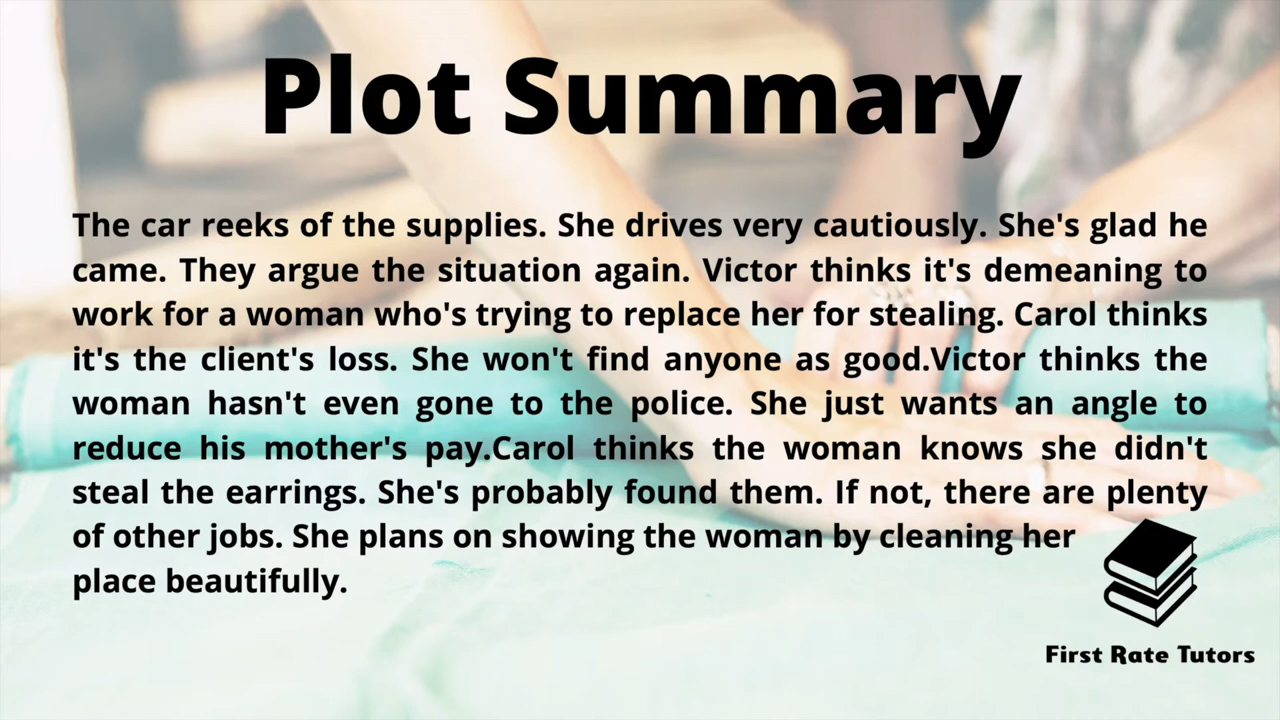 Plot Summary
The car reeks of the supplies. She drives very cautiously. She's glad he
came. They argue the situation again. Victor thinks it's demeaning to
work for a woman who's trying to replace her for stealing. Carol thinks
it's the client's loss. She won't find anyone as good.Victor thinks the
woman hasn't even gone to the police. She just wants an angle to
reduce his mother's pay.Carol thinks the woman knows she didn't
steal the earrings. She's probably found them. If not, there are plenty
of other jobs. She plans on showing the woman by cleaning her
place beautifully.
First Rate Tutors